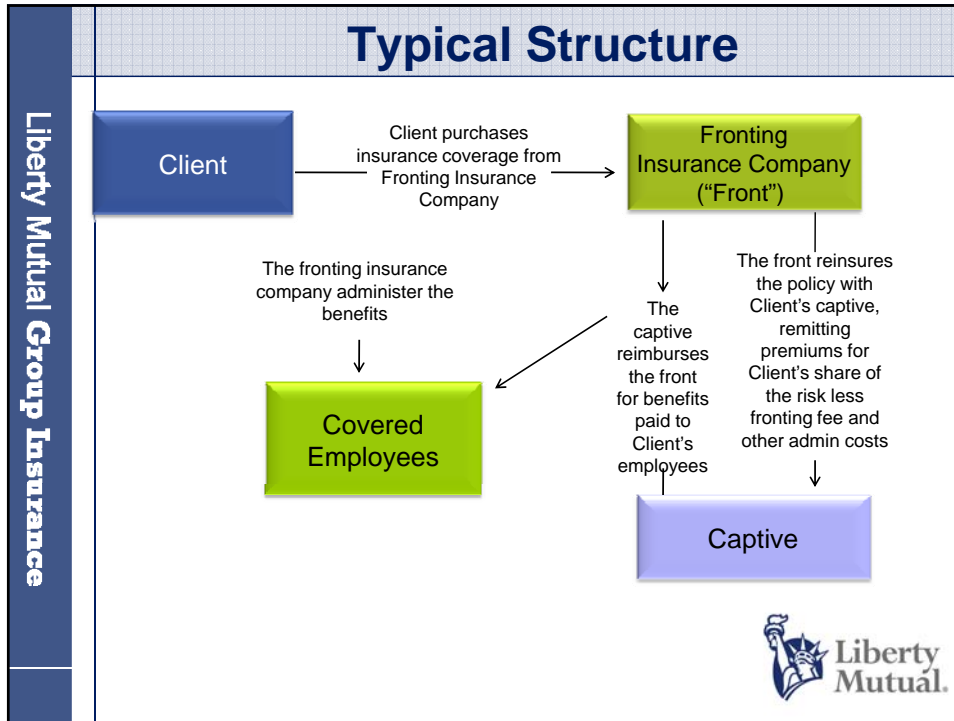 Typical Structure
Liberty Mutual Group Insurance
Client
Client purchases
insurance coverage from
Fronting Insurance
Company
Fronting
Insurance Company
(“Front”)
The fronting insurance
company administer the
benefits
Covered
Employees
The
captive
reimburses
the front
for benefits
paid to
Client’s
employees
The front reinsures
the policy with
Client’s captive,
remitting
premiums for
Client’s share of
the risk less
fronting fee and
other admin costs
Captive
Liberty
Mutual.